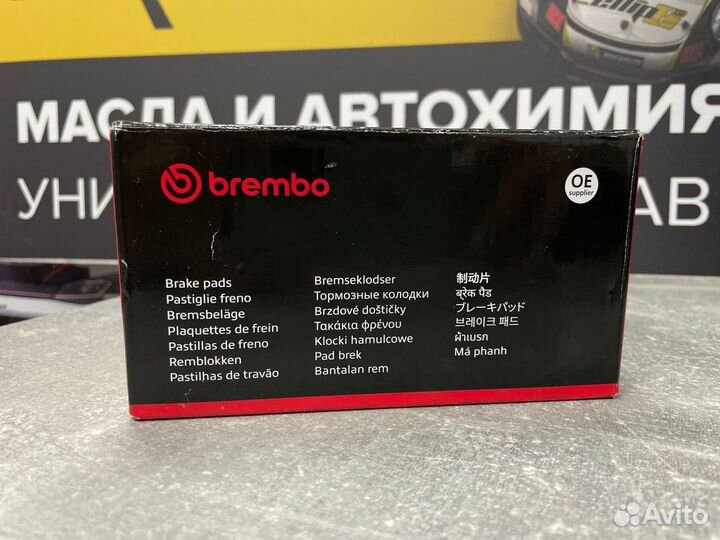 МАСЛА И АВТОХИМИЯ
УНИ
АВ
brembo
OE
supplier
Brake pads
Pastiglie freno
Bremsbeläge
Plaquettes de frein
Pastillas de freno
Remblokken
Pastilhas de travão
Bremseklodser
Тормозные колодки
Brzdové doštičky
Τακάκια φρένου
Klocki hamulcowe
Pad brek
Bantalan rem
制动片
ब्रेक पैड
ブレーキパッド
브레이크 패드
ผ้าเบรก
Má phanh
Avito